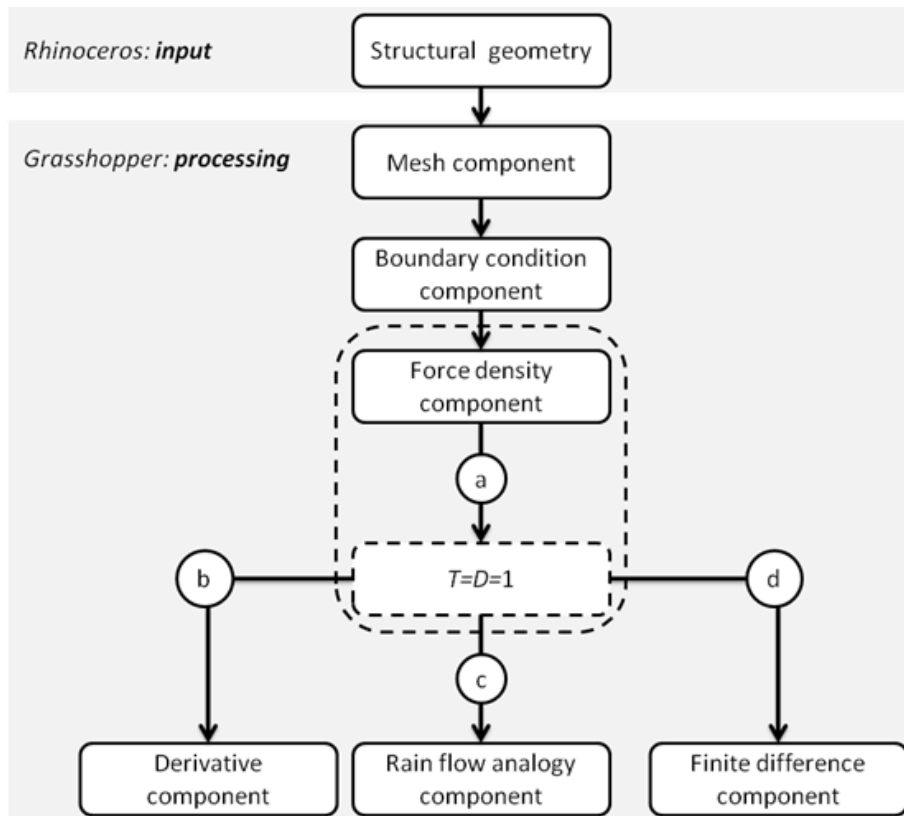 Rhinoceros: input
Structural geometry
Grasshopper: processing
Mesh component
Boundary condition
component
Force density
component
a
b
T=D=1
d
c
Derivative
component
Rain flow analogy
component
Finite difference
component